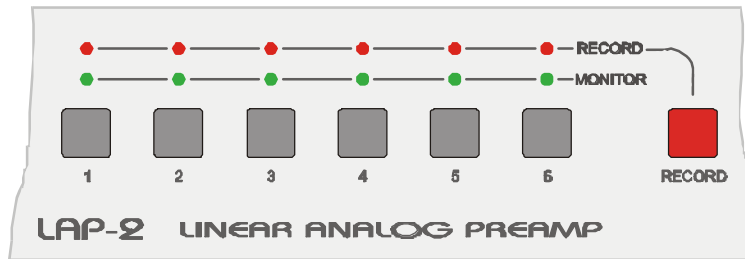 RECORD
MONITOR
1 2 3 4 5 6 RECORD
LAP-2 LINEAR ANALOG PREAMP